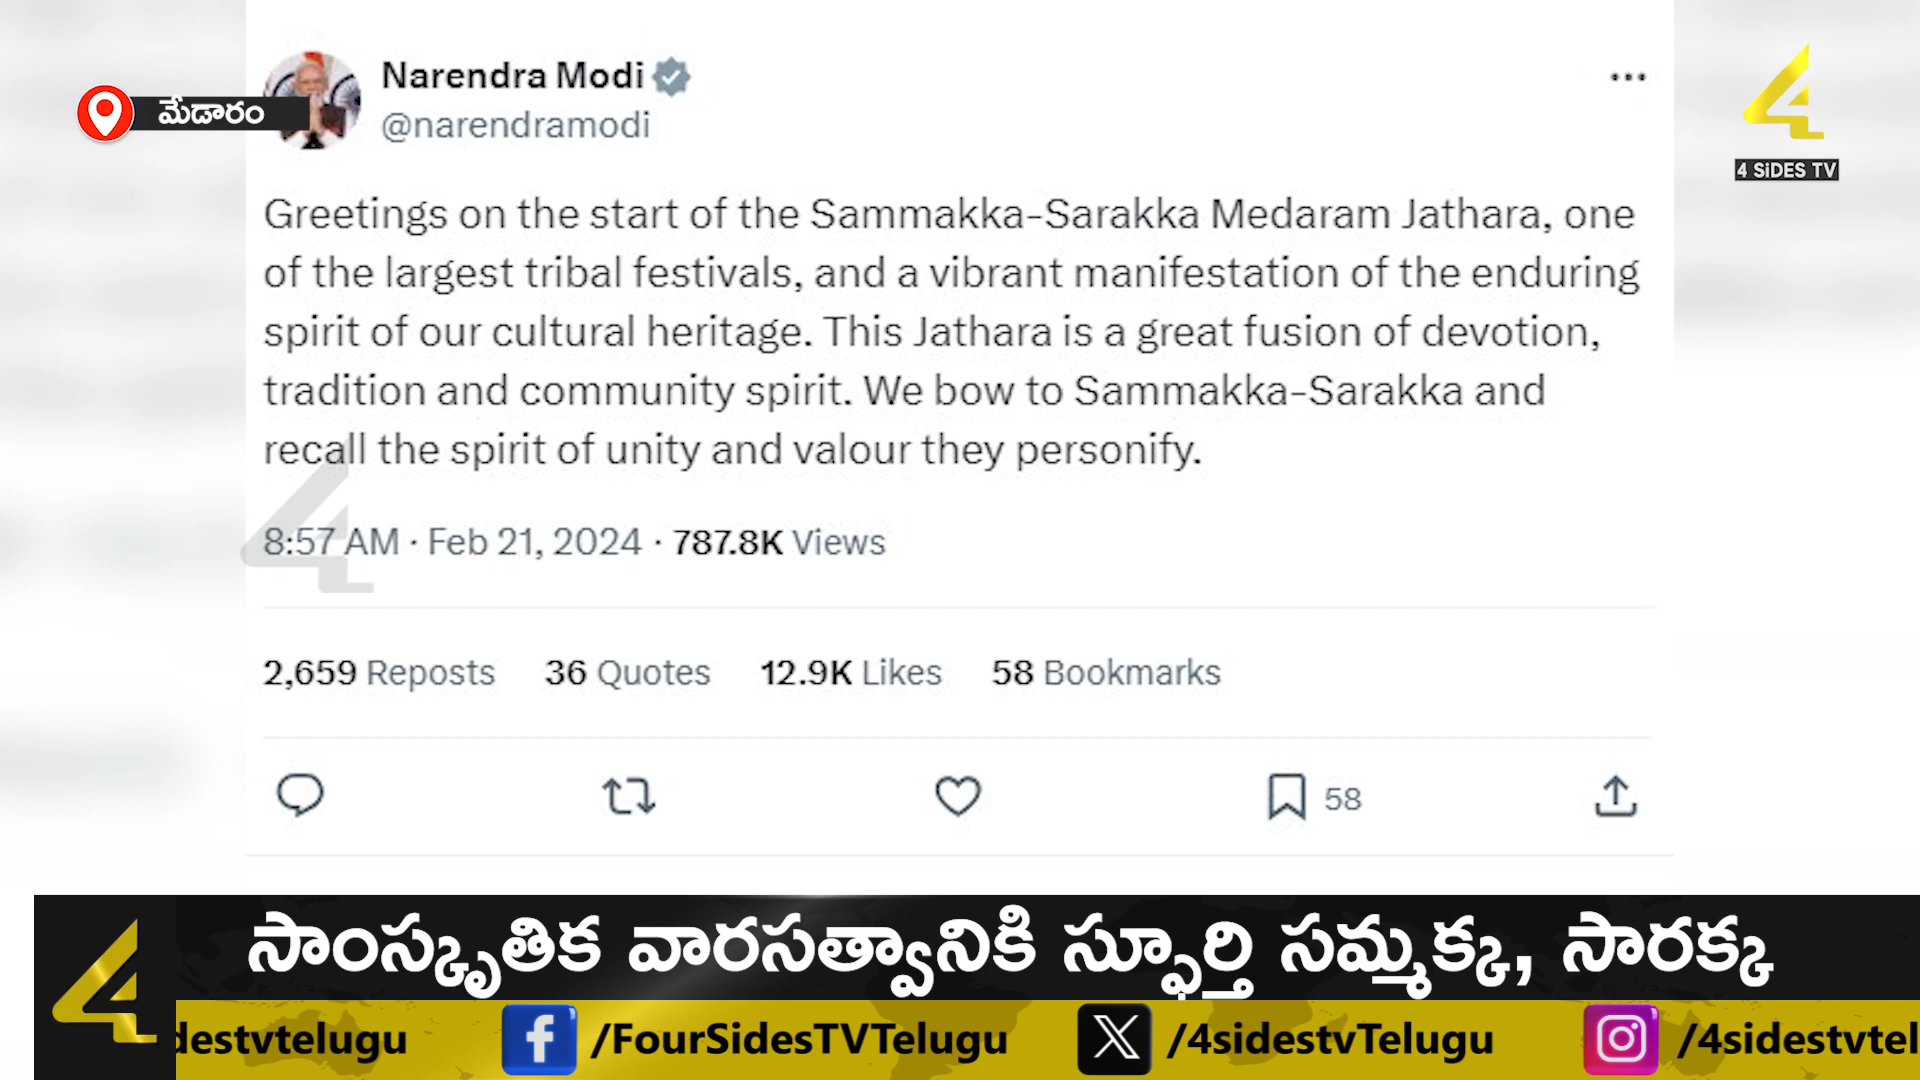 Narendra Modi
@narendramodi
మేడారం
4 SiDES TV
Greetings on the start of the Sammakka-Sarakka Medaram Jathara, one
of the largest tribal festivals, and a vibrant manifestation of the enduring
spirit of our cultural heritage. This Jathara is a great fusion of devotion,
tradition and community spirit. We bow to Sammakka-Sarakka and
recall the spirit of unity and valour they personify.
8:57 AM · Feb 21, 2024 · 787.8K Views
2,659 Reposts 36 Quotes 12.9K Likes 58 Bookmarks
58
సాంస్కృతిక వారసత్వానికి స్ఫూర్తి సమ్మక్క, సారక్క
destvtelugu /FourSidesTVTelugu /4sidestvTelugu /4sidestvtel